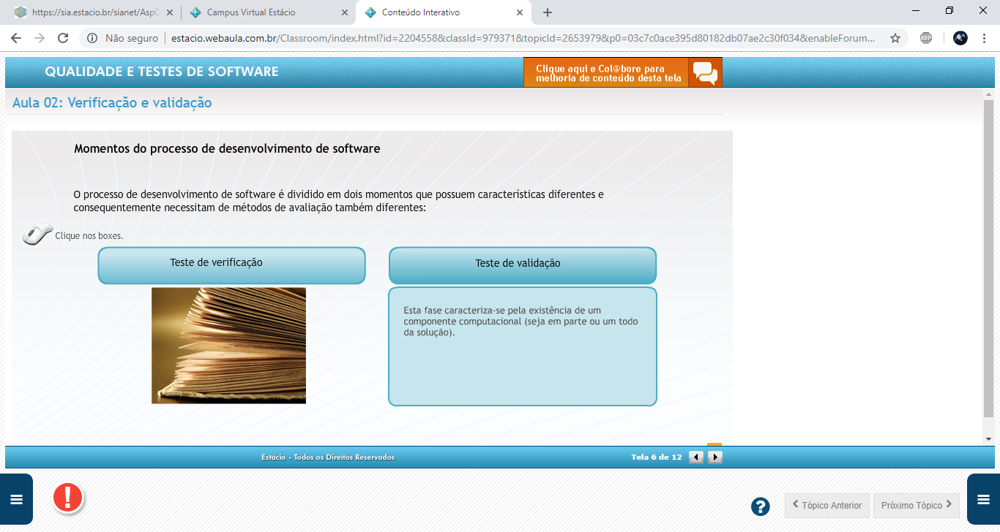 https://sia.estacio.br/sianet/AspC
Campus Virtual Estácio
Conteúdo Interativo
Não seguro
estacio.webaula.com.br/Classroom/index.html?id=2204558&classId=979371&topicId=2653979&p0=03c7c0ace395d80182db07ae2c30f034&enableForum...
ABP
QUALIDADE E TESTES DE SOFTWARE
Clique aqui e Col@bore para
melhoria de conteúdo desta tela
Aula 02: Verificação e validação
Momentos do processo de desenvolvimento de software
O processo de desenvolvimento de software é dividido em dois momentos que possuem características diferentes e
consequentemente necessitam de métodos de avaliação também diferentes:
Clique nos boxes.
Teste de verificação
Teste de validação
Esta fase caracteriza-se pela existência de um
componente computacional (seja em parte ou um todo
da solução).
Estácio - Todos os Direitos Reservados
Tela 6 de 12
!
?
Tópico Anterior
Próximo Tópico